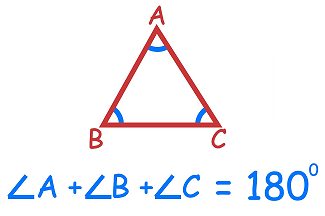 A
B C
∠A + ∠B + ∠C = 180⁰